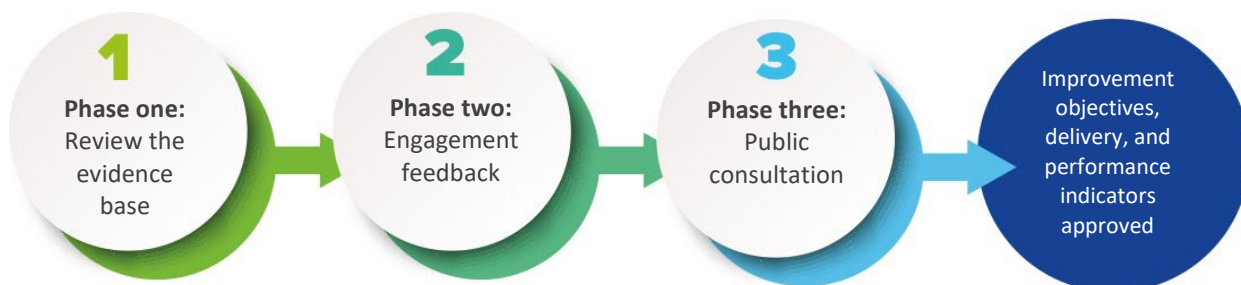 1
Phase one:
Review the
evidence
base
2
Phase two:
Engagement
feedback
3
Phase three:
Public
consultation
Improvement
objectives,
delivery, and
performance
indicators
approved